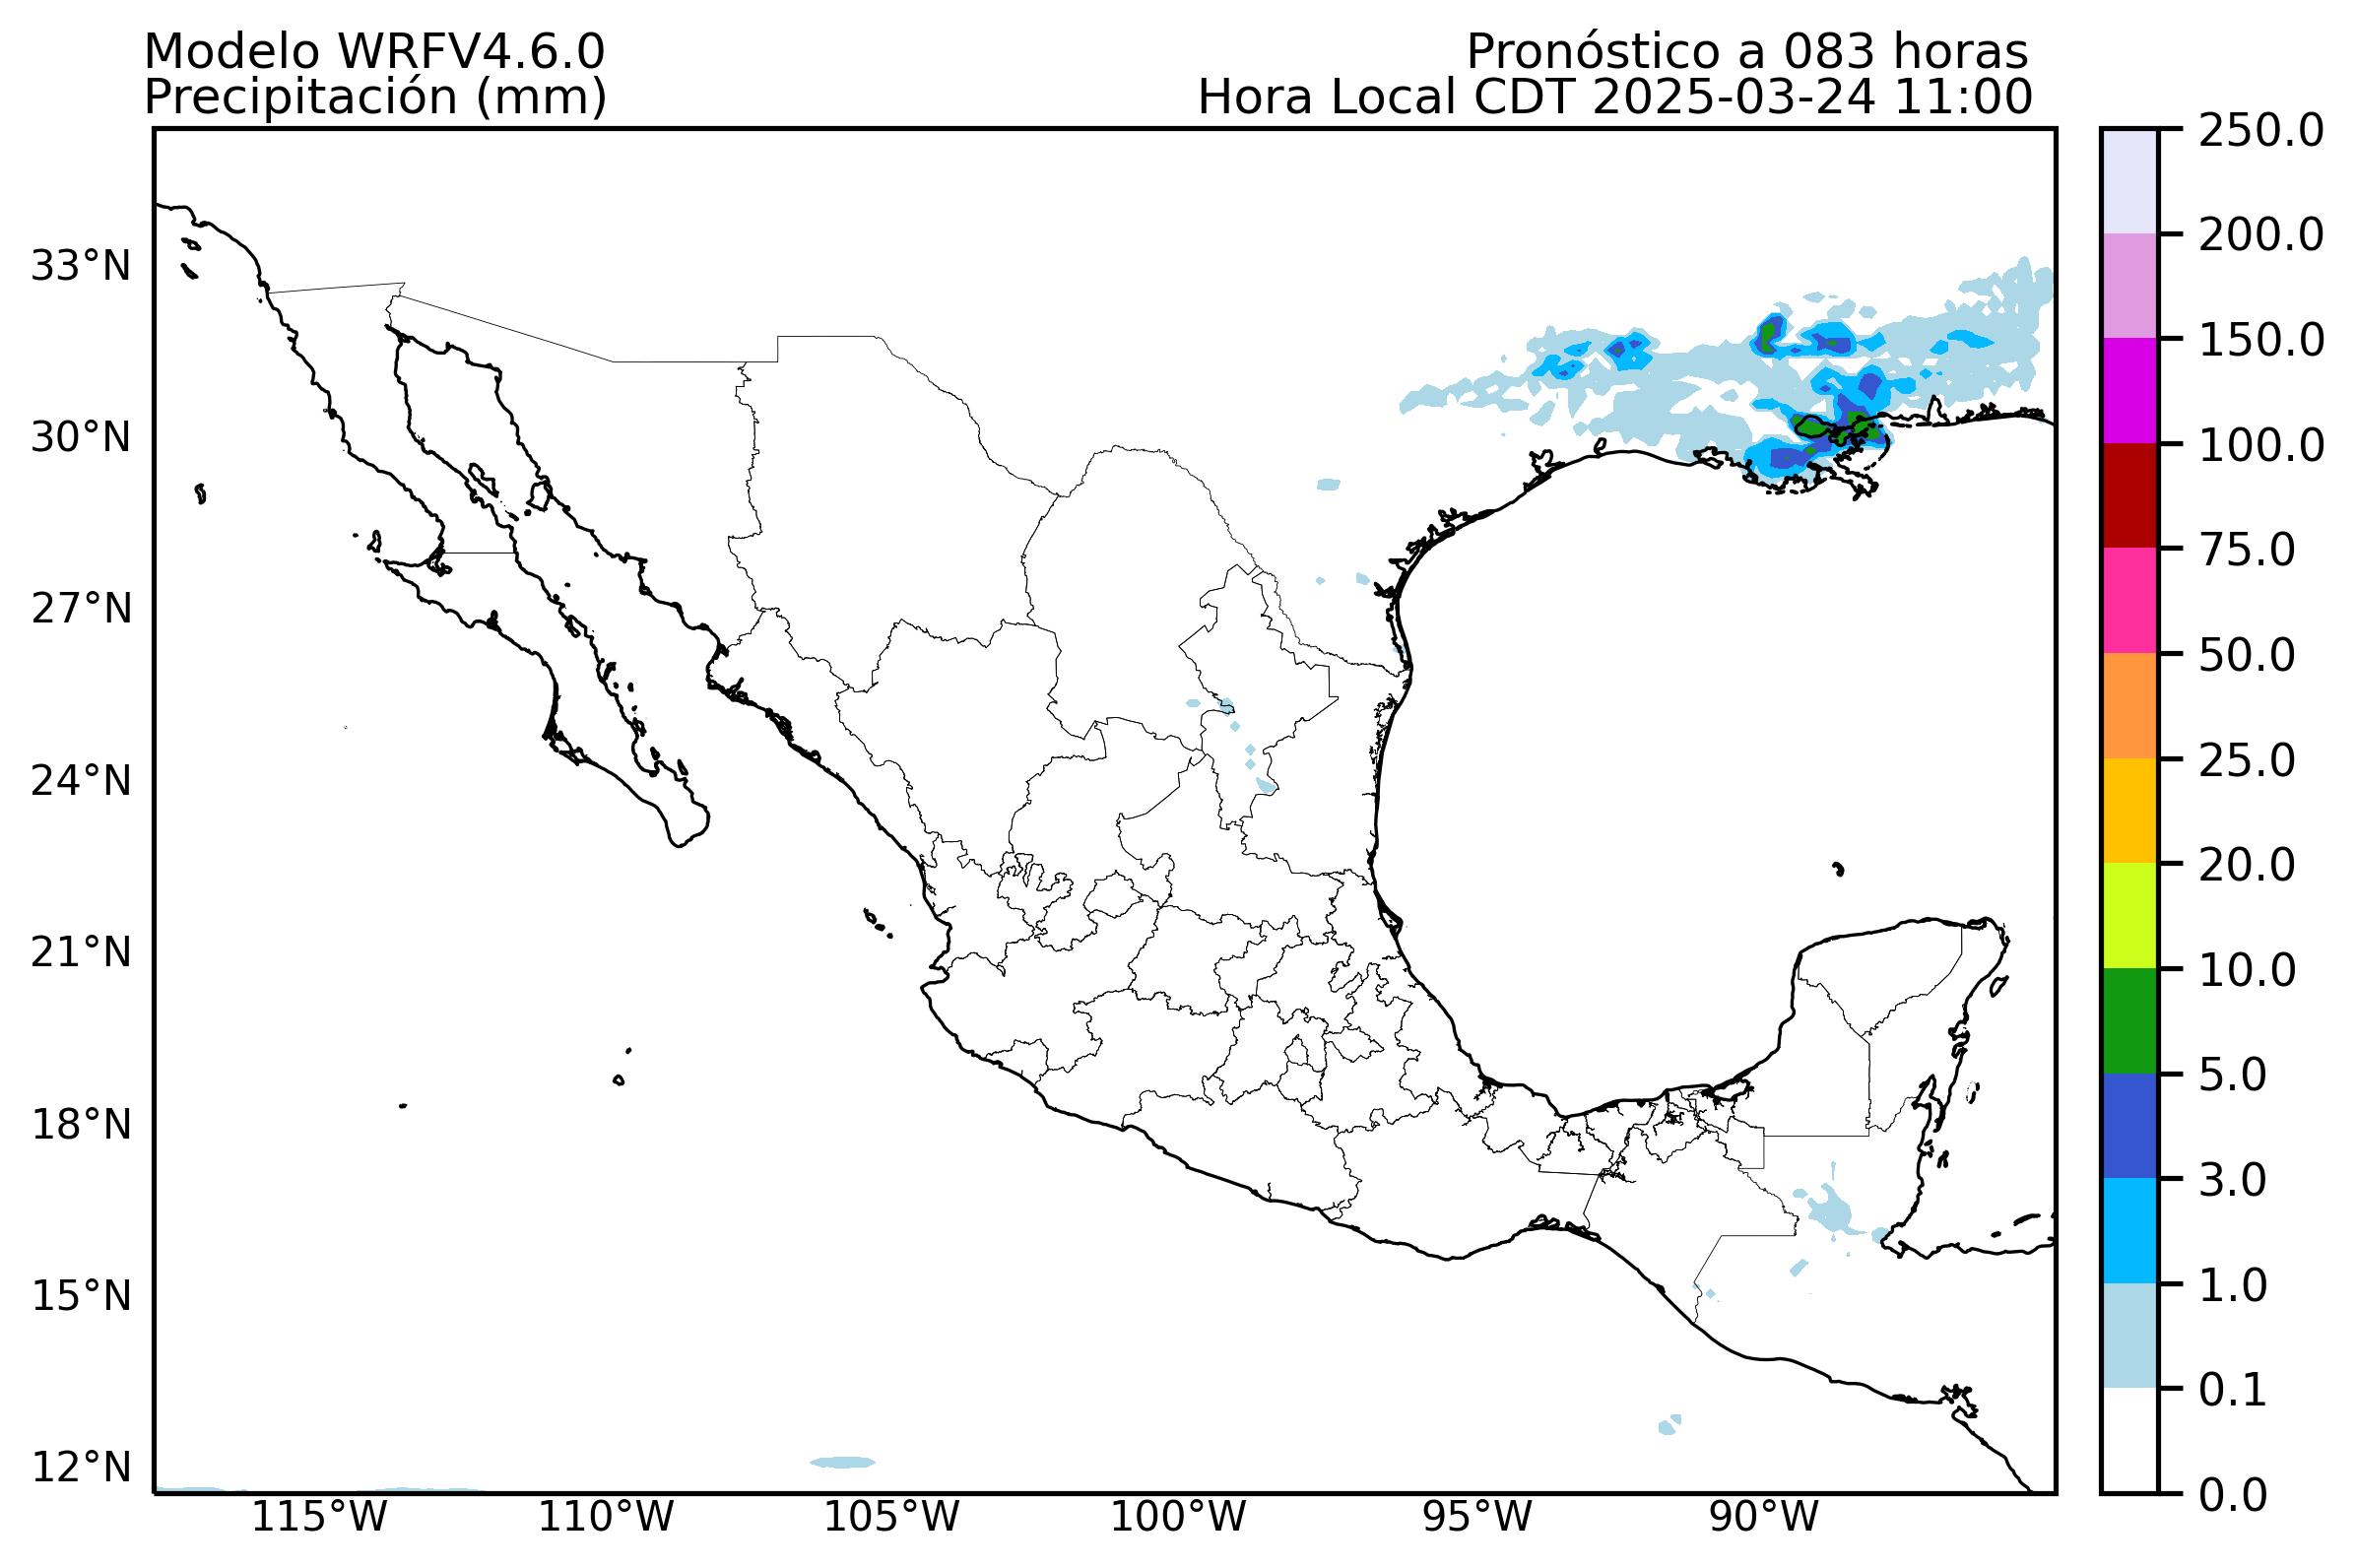 Modelo WRFV4.6.0
Precipitación (mm)
Pronóstico a 083 horas
Hora Local CDT 2025-03-24 11:00
33°N
30°N
27°N
24°N
21°N
18°N
15°N
12°N
115°W
110°W
105°W
100°W
95°W
90°W
250.0
200.0
150.0
100.0
75.0
50.0
25.0
20.0
10.0
5.0
3.0
1.0
0.1
0.0